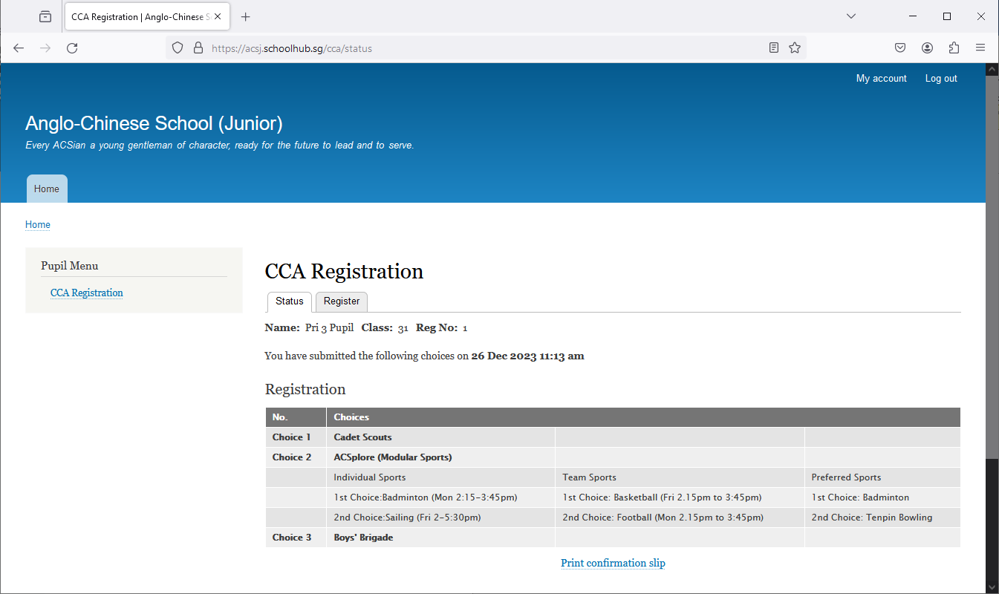 CCA Registration | Anglo-Chinese S
https://acsj.schoolhub.sg/cca/status
My account Log out
Anglo-Chinese School (Junior)
Every ACSian a young gentleman of character, ready for the future to lead and to serve.
Home
Home
Pupil Menu
CCA Registration
CCA Registration
Status Register
Name: Pri 3 Pupil Class: 31 Reg No: 1
You have submitted the following choices on 26 Dec 2023 11:13 am
Registration
No. Choices
Choice 1 Cadet Scouts
Choice 2 ACSplore (Modular Sports)
Individual Sports Team Sports Preferred Sports
1st Choice:Badminton (Mon 2:15-3:45pm) 1st Choice: Basketball (Fri 2.15pm to 3:45pm) 1st Choice: Badminton
2nd Choice:Sailing (Fri 2-5:30pm) 2nd Choice: Football (Mon 2.15pm to 3:45pm) 2nd Choice: Tenpin Bowling
Choice 3 Boys' Brigade
Print confirmation slip